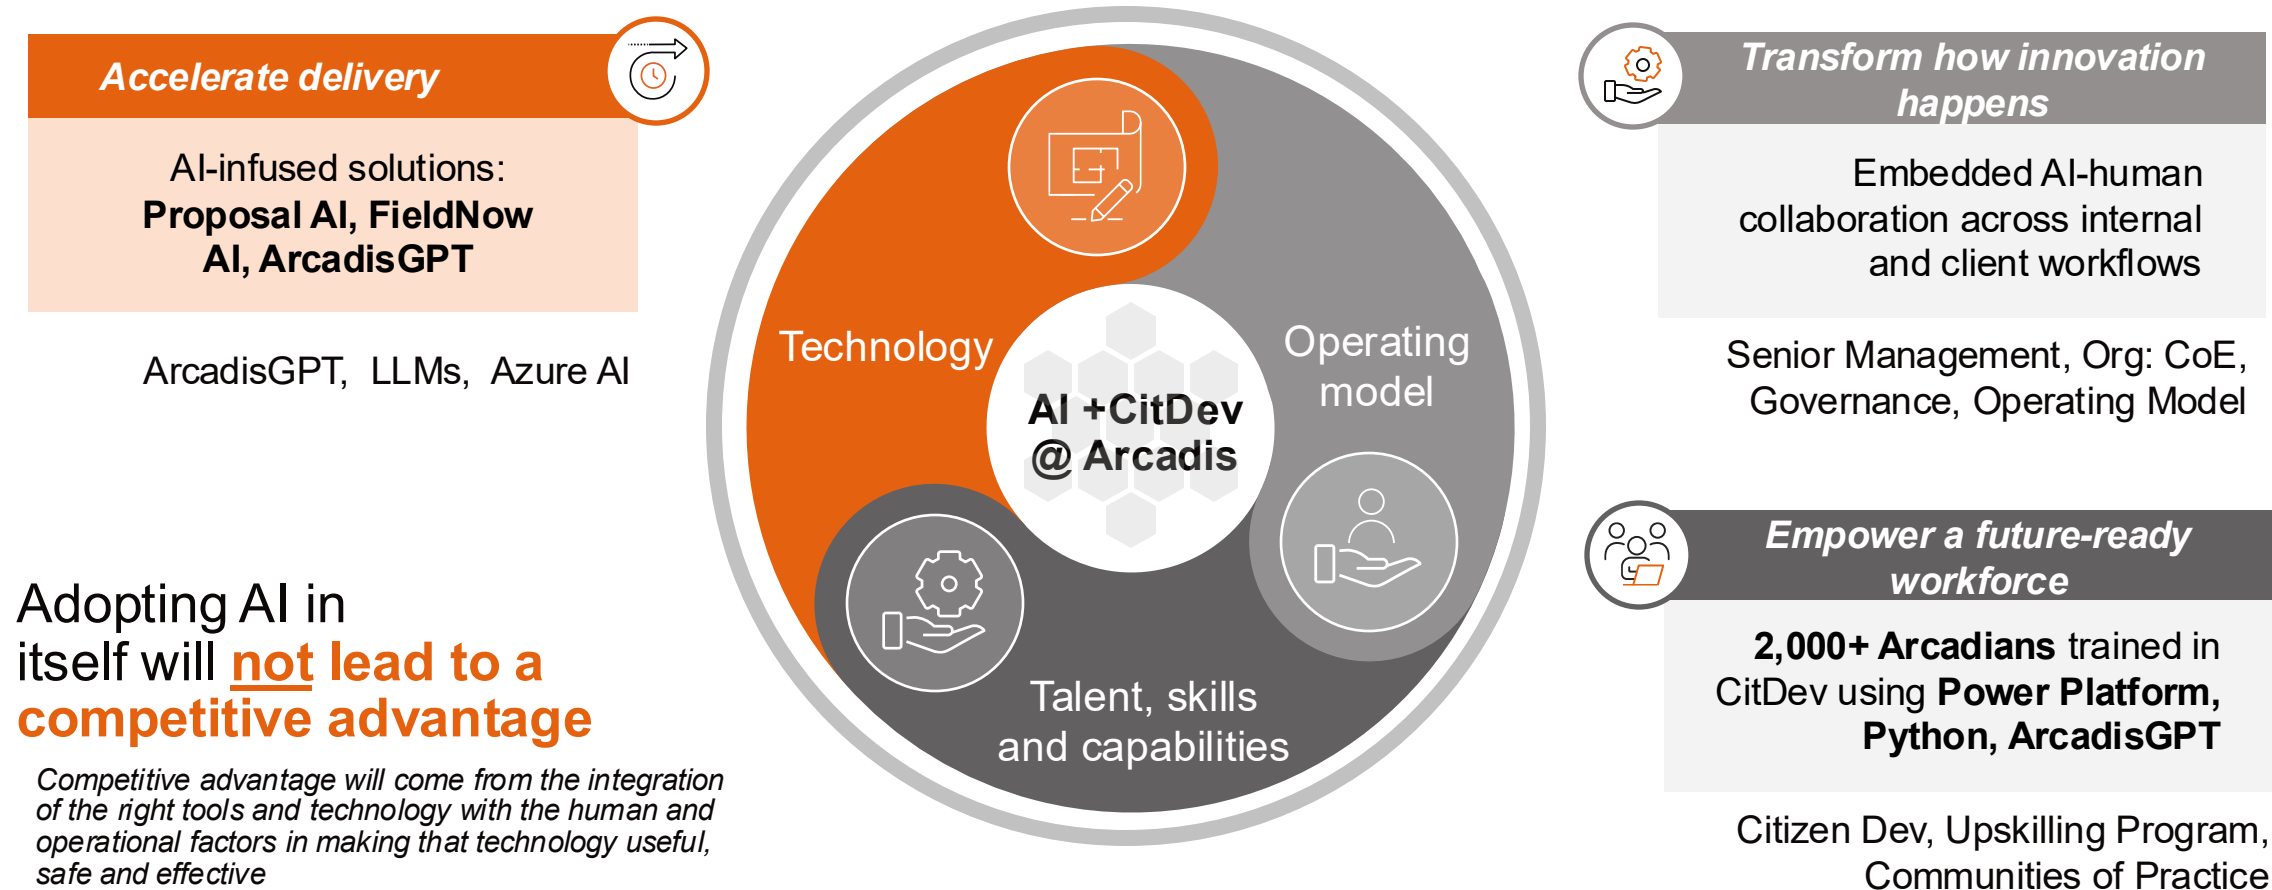 Accelerate delivery
AI-infused solutions:
Proposal AI, FieldNow
AI, ArcadisGPT
ArcadisGPT, LLMs, Azure AI
Adopting AI in
itself will not lead to a
competitive advantage
Competitive advantage will come from the integration
of the right tools and technology with the human and
operational factors in making that technology useful,
safe and effective
Technology
Operating
model
AI +CitDev
@ Arcadis
Talent, skills
and capabilities
Transform how innovation
happens
Embedded AI-human
collaboration across internal
and client workflows
Senior Management, Org: CoE,
Governance, Operating Model
Empower a future-ready
workforce
2,000+ Arcadians trained in
CitDev using Power Platform,
Python, ArcadisGPT
Citizen Dev, Upskilling Program,
Communities of Practice